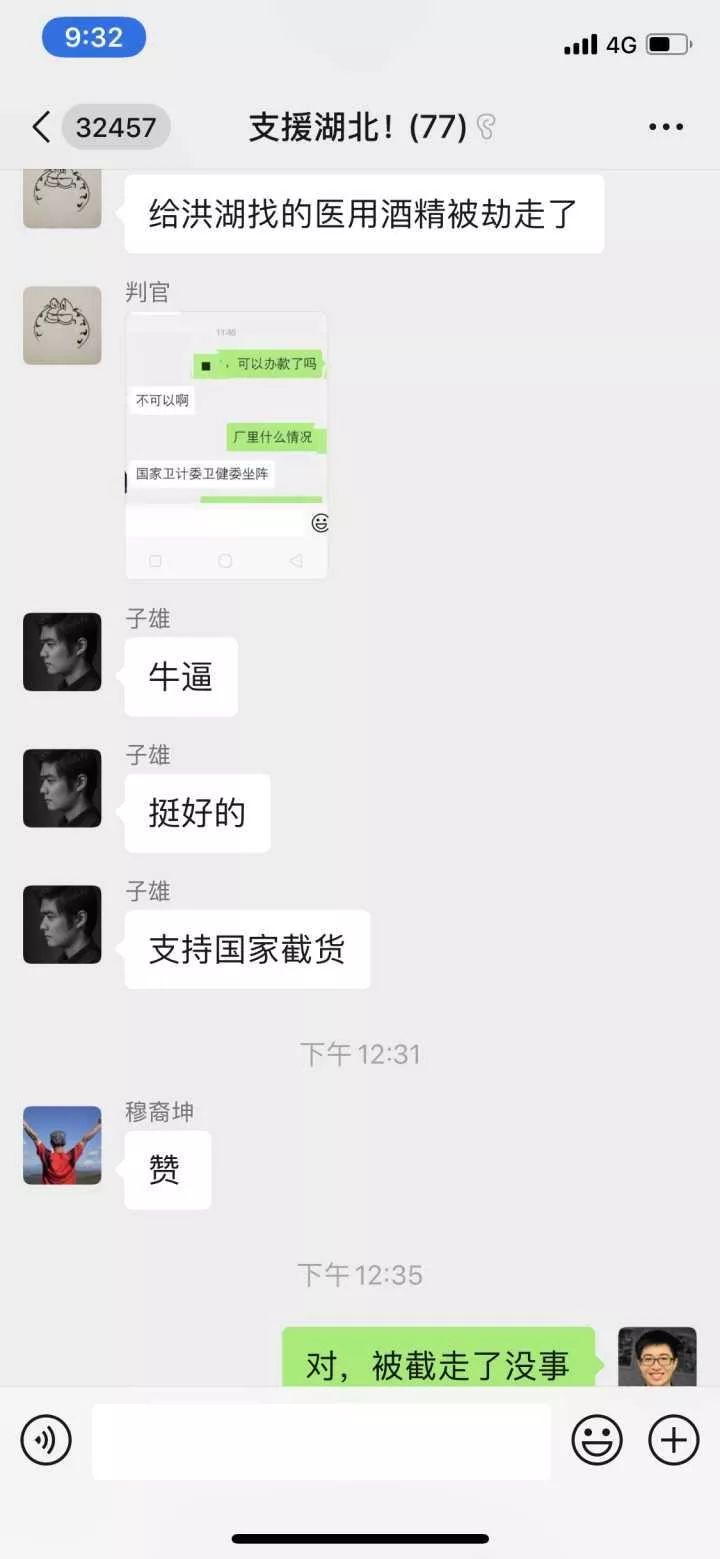 9:32
4G
32457
支援湖北！(77)
给洪湖找的医用酒精被劫走了
判官
11:46
，可以办款了吗
不可以啊
厂里什么情况
国家卫计委卫健委坐阵
子雄
牛逼
子雄
挺好的
子雄
支持国家截货
下午 12:31
穆裔坤
赞
下午 12:35
对，被截走了没事